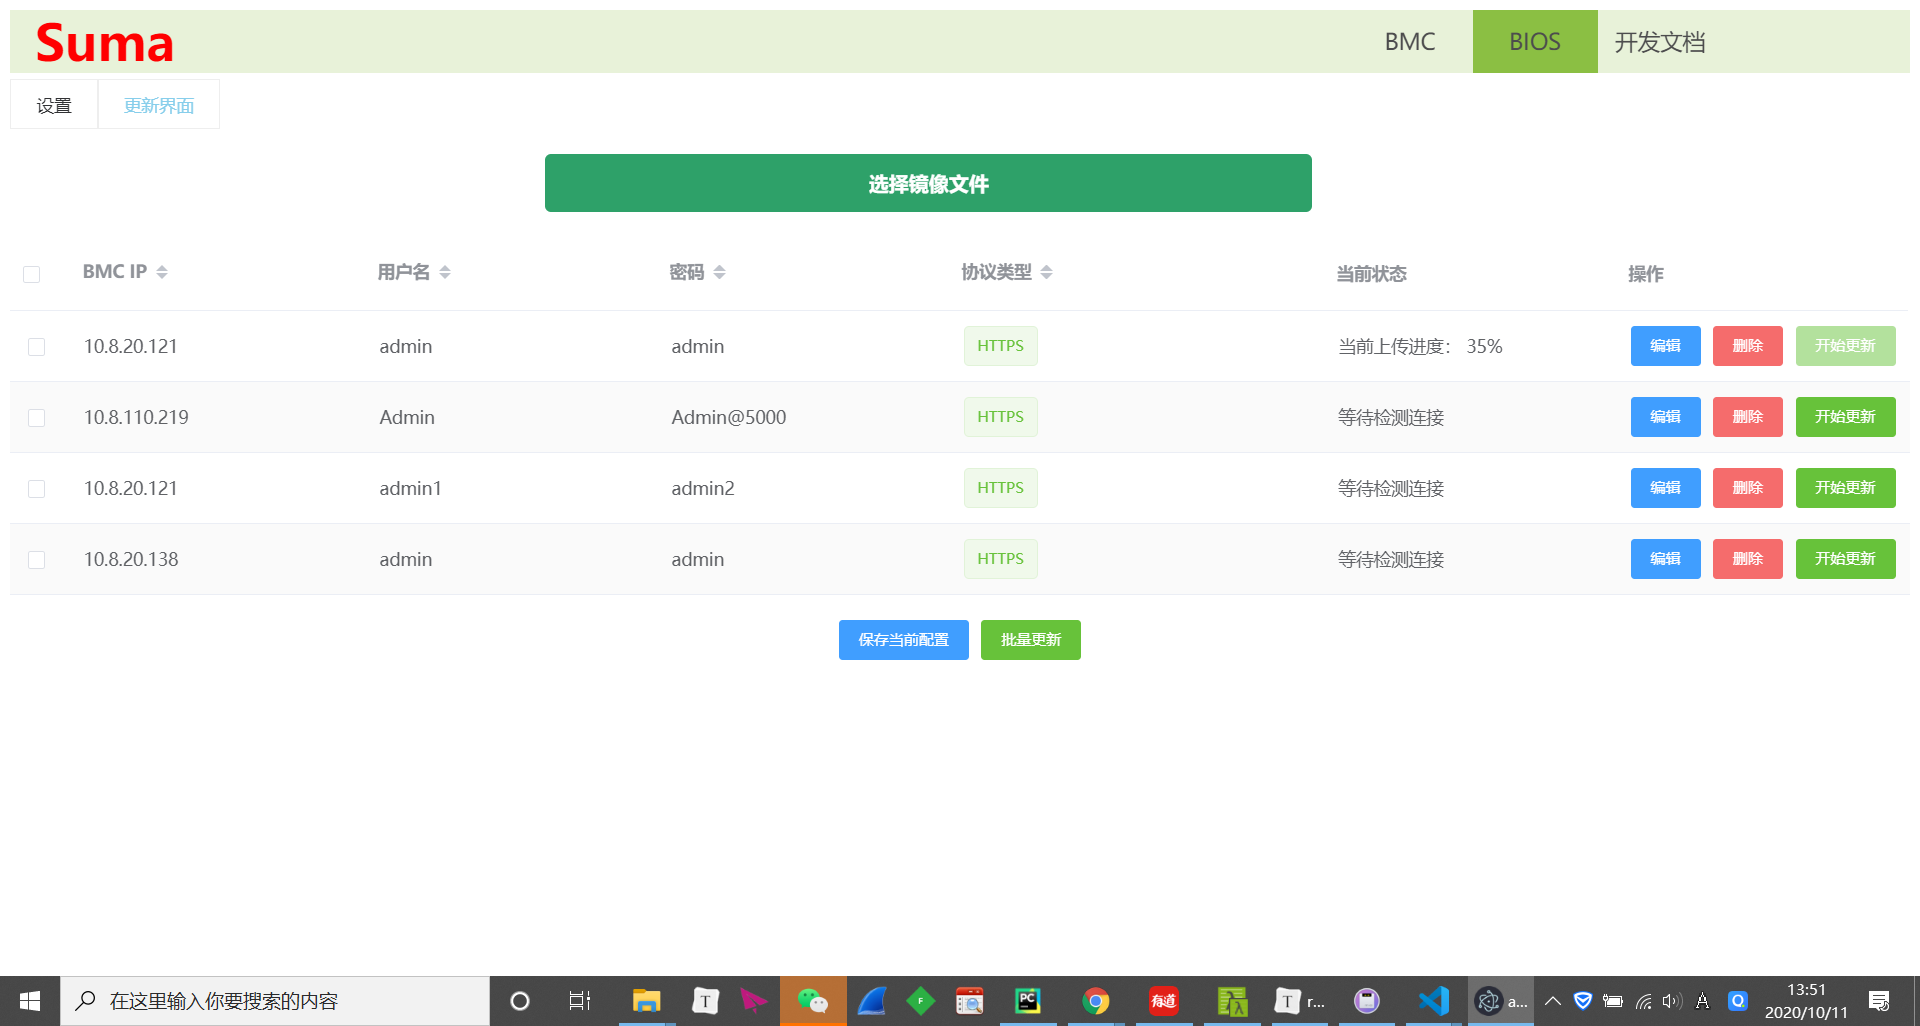 Suma BMC BIOS 开发文档
设置 更新界面
选择镜像文件
BMC IP 用户名 密码 协议类型 当前状态 操作
10.8.20.121 admin admin HTTPS 当前上传进度： 35% 编辑 删除 开始更新
10.8.110.219 Admin Admin@5000 HTTPS 等待检测连接 编辑 删除 开始更新
10.8.20.121 admin1 admin2 HTTPS 等待检测连接 编辑 删除 开始更新
10.8.20.138 admin admin HTTPS 等待检测连接 编辑 删除 开始更新
保存当前配置 批量更新
在这里输入你要搜索的内容 T F PC 有道 T r... a... A Q 13:51
2020/10/11